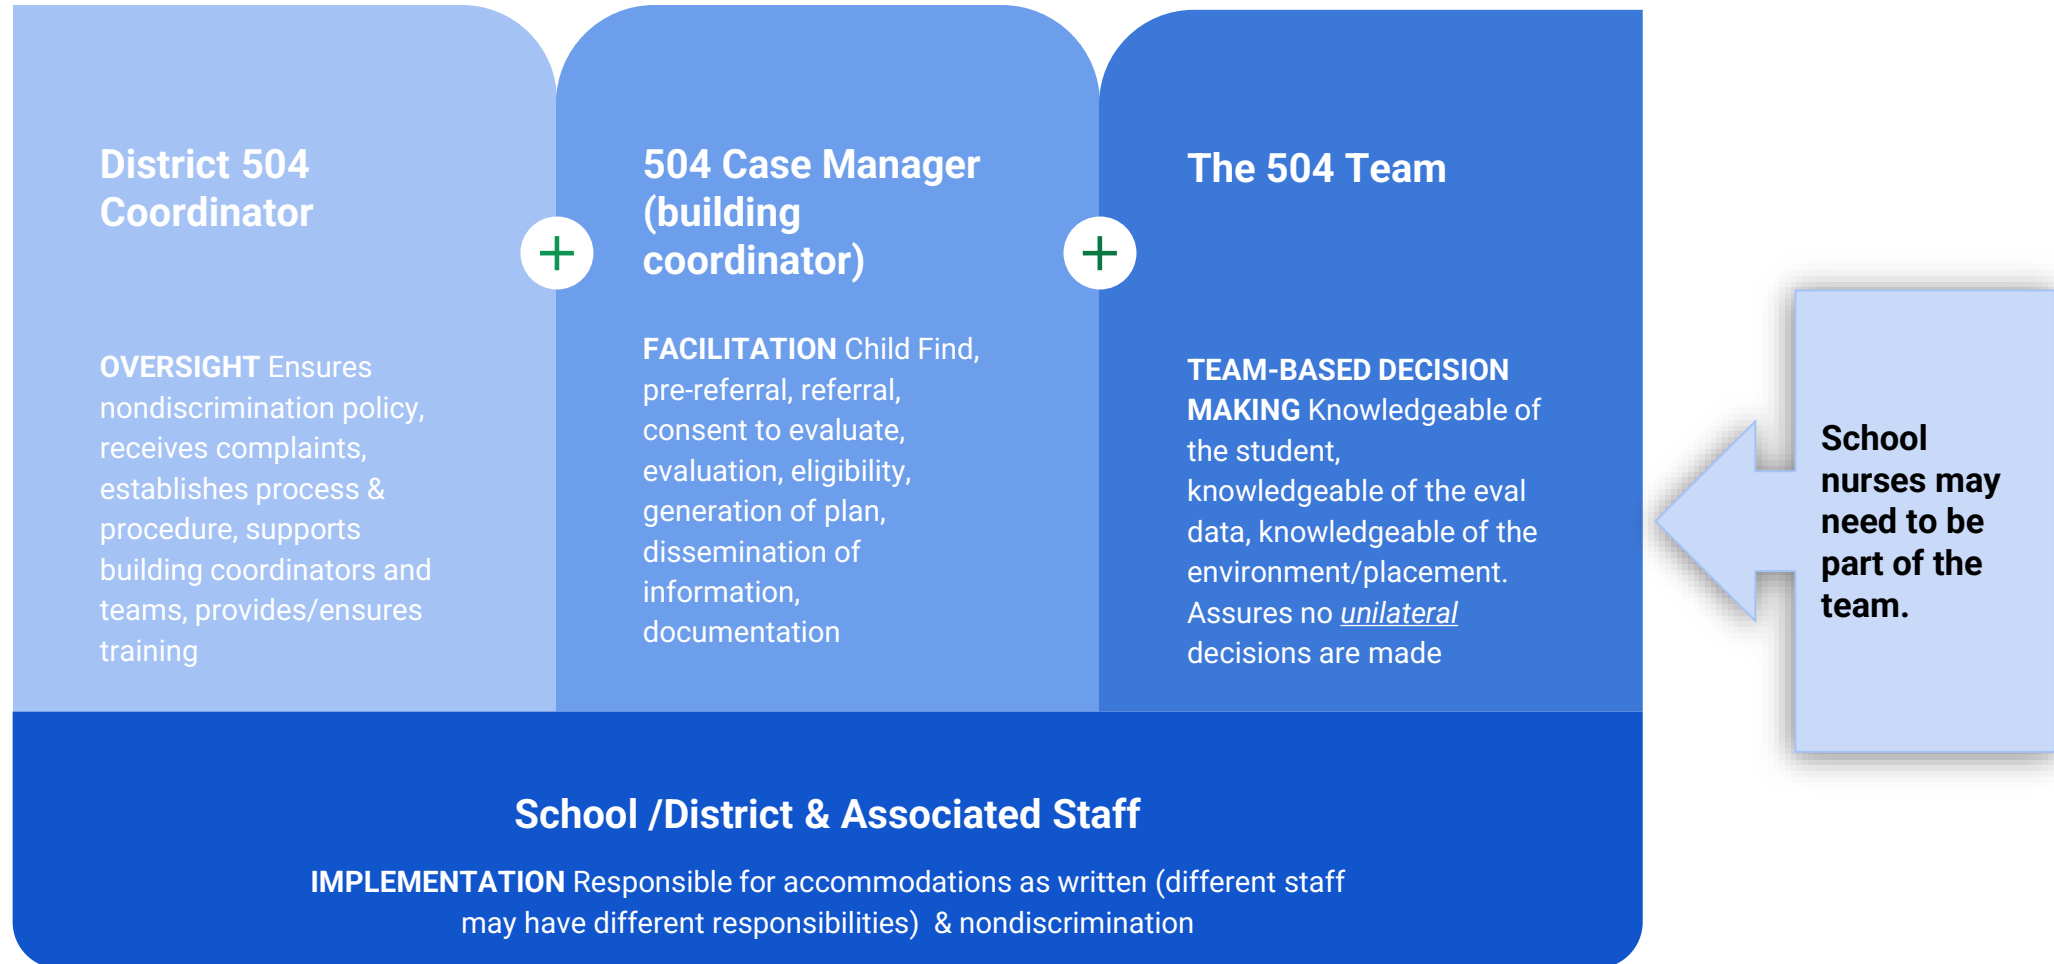 District 504
Coordinator
OVERSIGHT Ensures
nondiscrimination policy,
receives complaints,
establishes process &
procedure, supports
building coordinators and
teams, provides/ensures
training
504 Case Manager
(building
coordinator)
FACILITATION Child Find,
pre-referral, referral,
consent to evaluate,
evaluation, eligibility,
generation of plan,
dissemination of
information,
documentation
The 504 Team
TEAM-BASED DECISION
MAKING Knowledgeable of
the student,
knowledgeable of the eval
data, knowledgeable of the
environment/placement.
Assures no unilateral
decisions are made
School
nurses may
need to be
part of the
team.
School /District & Associated Staff
IMPLEMENTATION Responsible for accommodations as written (different staff
may have different responsibilities)  & nondiscrimination